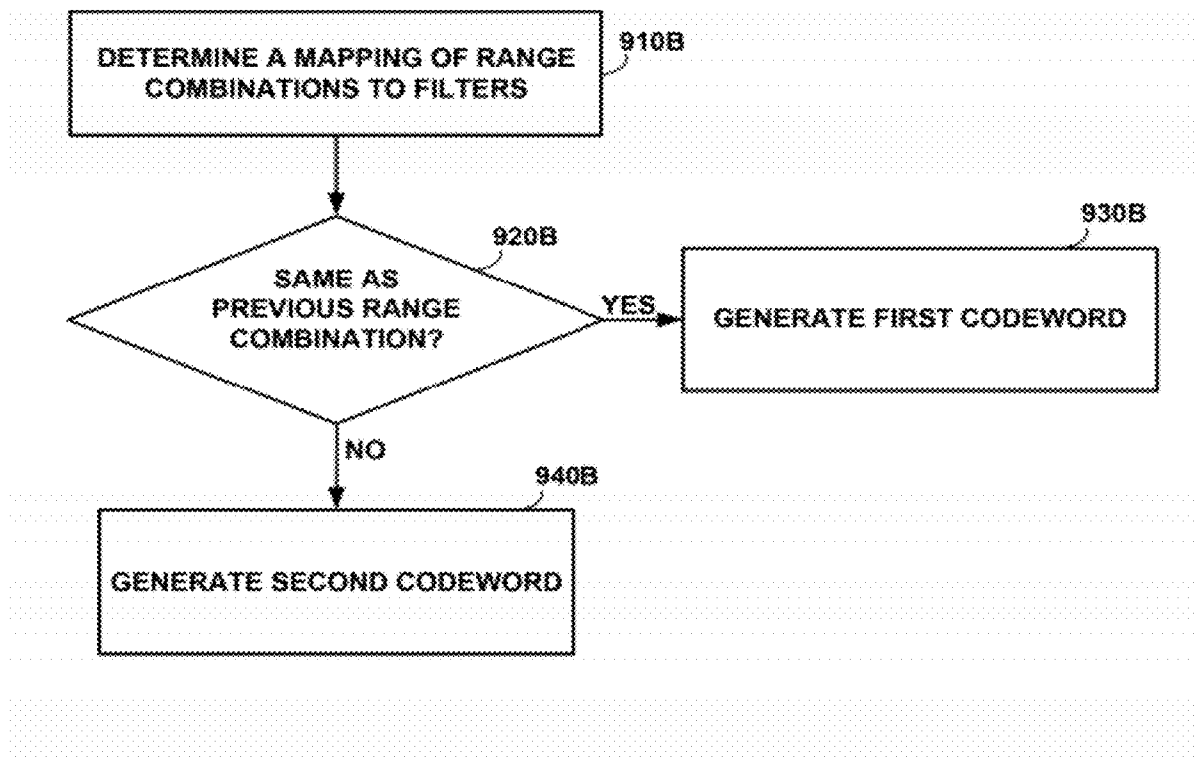 DETERMINE A MAPPING OF RANGE
COMBINATIONS TO FILTERS
910B
SAME AS
PREVIOUS RANGE
COMBINATION?
920B
YES
GENERATE FIRST CODEWORD
930B
NO
GENERATE SECOND CODEWORD
940B